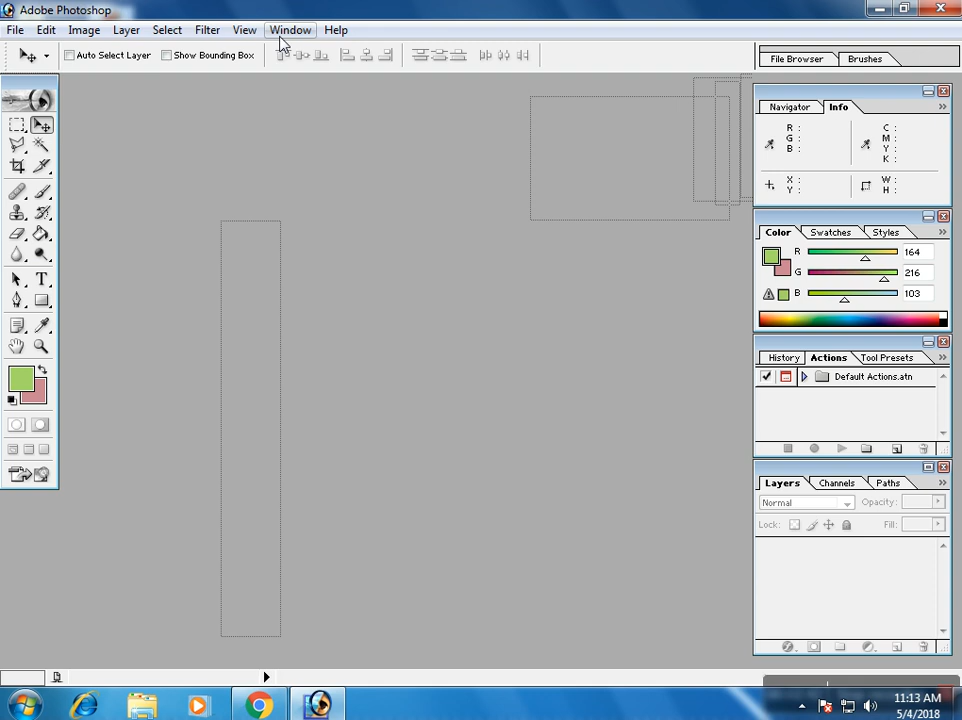 Adobe Photoshop
File Edit Image Layer Select Filter View Window Help
Auto Select Layer Show Bounding Box File Browser Brushes
Navigator Info
R : C :
G : M :
B : Y :
K :
X : W :
Y : H :
Color Swatches Styles
R 164
G 216
B 103
History Actions Tool Presets
Default Actions.atn
Layers Channels Paths
Normal Opacity:
Lock: Fill:
11:13 AM
5/4/2018